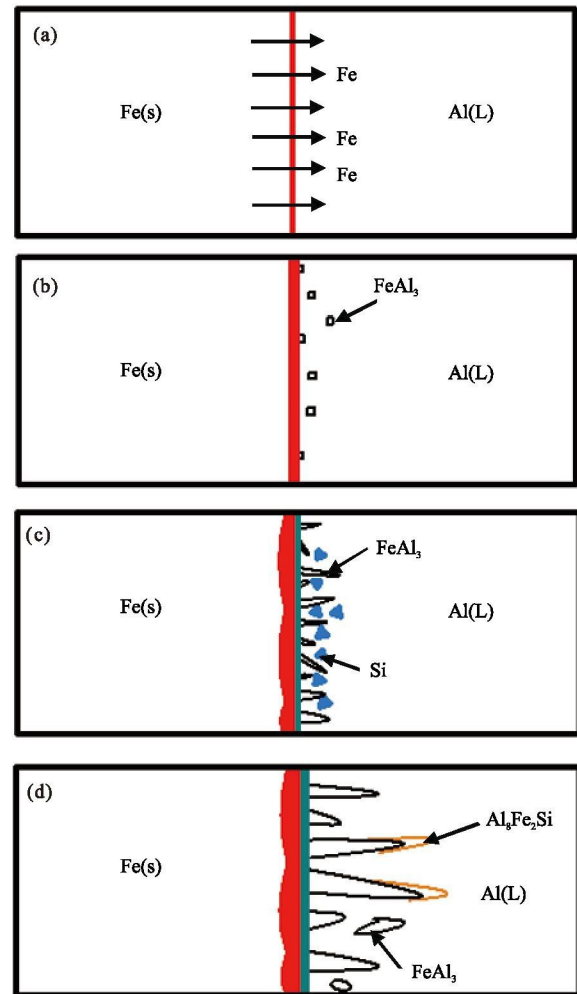 (a)
Fe
Fe(s)
Al(L)
Fe
Fe
(b)
FeAl₃
Fe(s)
Al(L)
(c)
FeAl₃
Fe(s)
Al(L)
Si
(d)
Al₈Fe₂Si
Fe(s)
Al(L)
FeAl₃